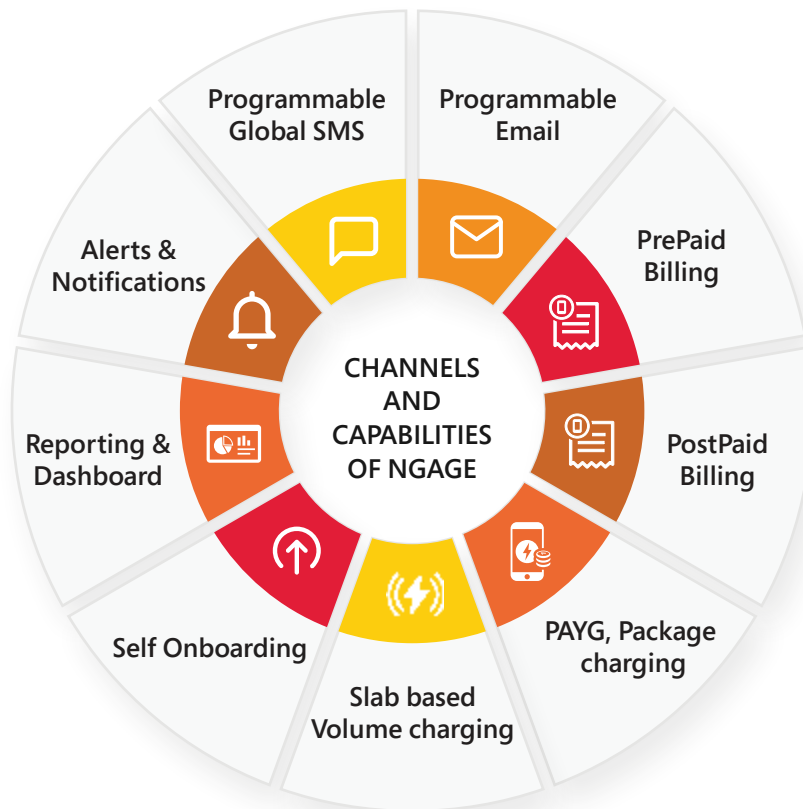 Programmable
Global SMS
Programmable
Email
PrePaid
Billing
PostPaid
Billing
PAYG, Package
charging
Slab based
Volume charging
Self Onboarding
Reporting &
Dashboard
Alerts &
Notifications
CHANNELS
AND
CAPABILITIES
OF NGAGE